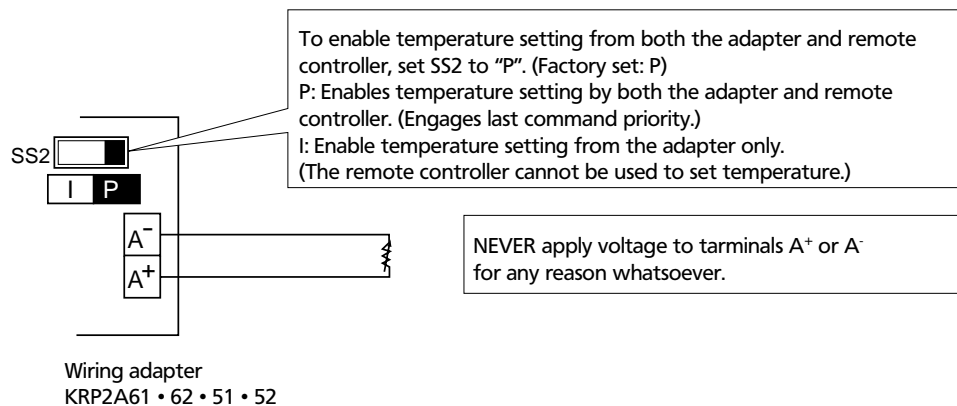 To enable temperature setting from both the adapter and remote
controller, set SS2 to “P”. (Factory set: P)
P: Enables temperature setting by both the adapter and remote
controller. (Engages last command priority.)
I: Enable temperature setting from the adapter only.
(The remote controller cannot be used to set temperature.)
SS2
I P
A-
A+
NEVER apply voltage to tarminals A+ or A-
for any reason whatsoever.
Wiring adapter
KRP2A61 • 62 • 51 • 52